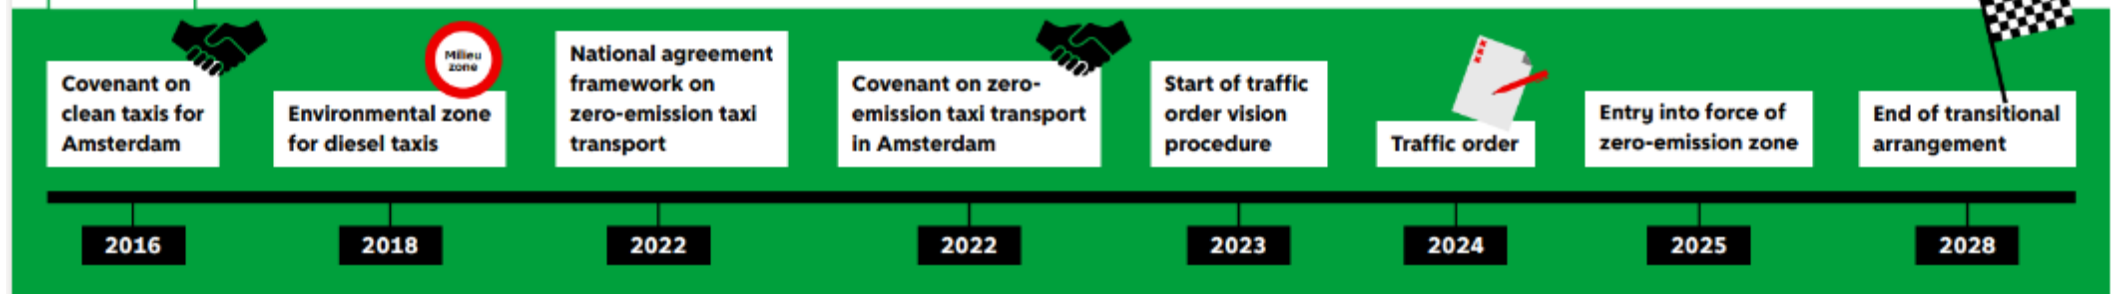 Covenant on
clean taxis for
Amsterdam
Milieu
zone
Environmental zone
for diesel taxis
National agreement
framework on
zero-emission taxi
transport
Covenant on zero-
emission taxi transport
in Amsterdam
Start of traffic
order vision
procedure
Traffic order
Entry into force of
zero-emission zone
End of transitional
arrangement
2016
2018
2022
2022
2023
2024
2025
2028